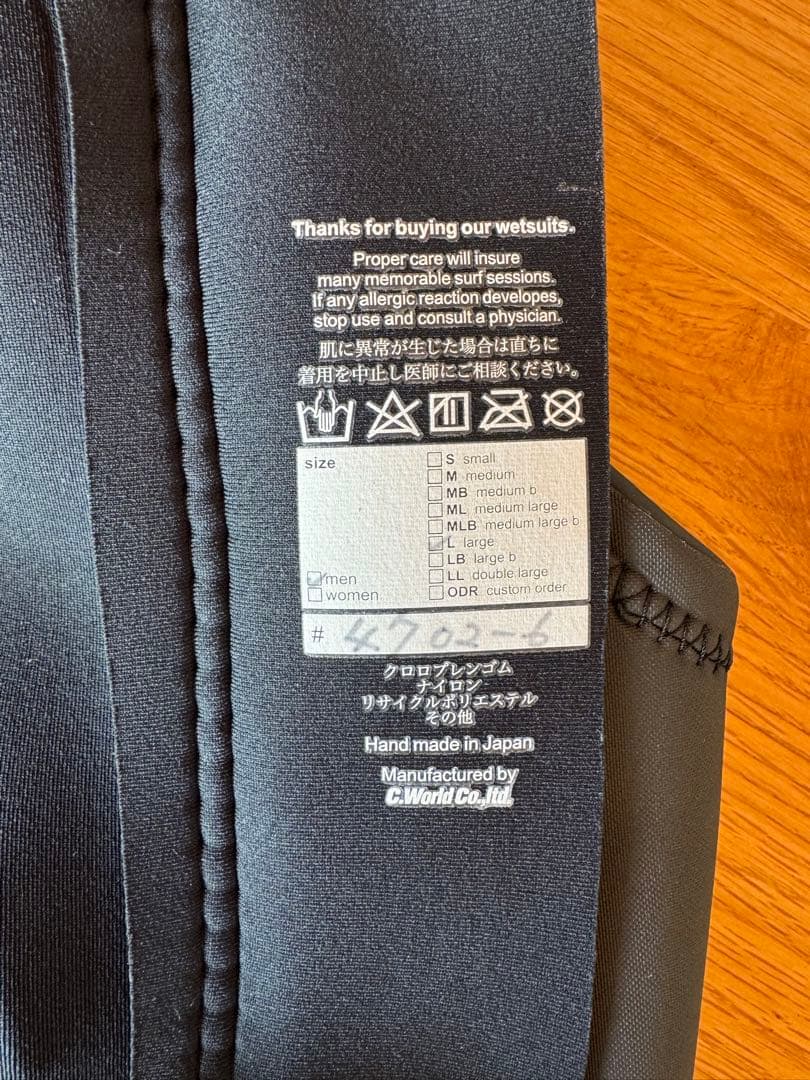 Thanks for buying our wetsuits.
Proper care will insure
many memorable surf sessions.
If any allergic reaction developes,
stop use and consult a physician.
肌に異常が生じた場合は直ちに
着用を中止し医師にご相談ください。
size
S small
M medium
MB medium b
ML medium large
MLB medium large b
L large
LB large b
LL double large
ODR custom order
men
women
# 4702-6
クロロプレンゴム
ナイロン
リサイクルポリエステル
その他
Hand made in Japan
Manufactured by
C.World Co.,ltd.